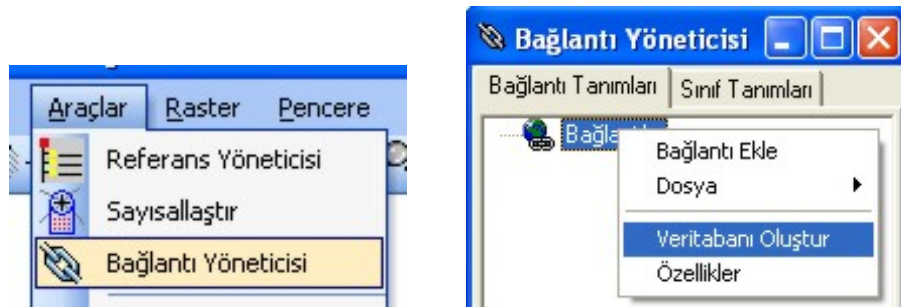 Araçlar Raster Pencere
Referans Yöneticisi
Sayısallaştır
Bağlantı Yöneticisi
Bağlantı Yöneticisi
Bağlantı Tanımları Sınıf Tanımları
Bağlantı Ekle
Dosya
Veritabanı Oluştur
Özellikler